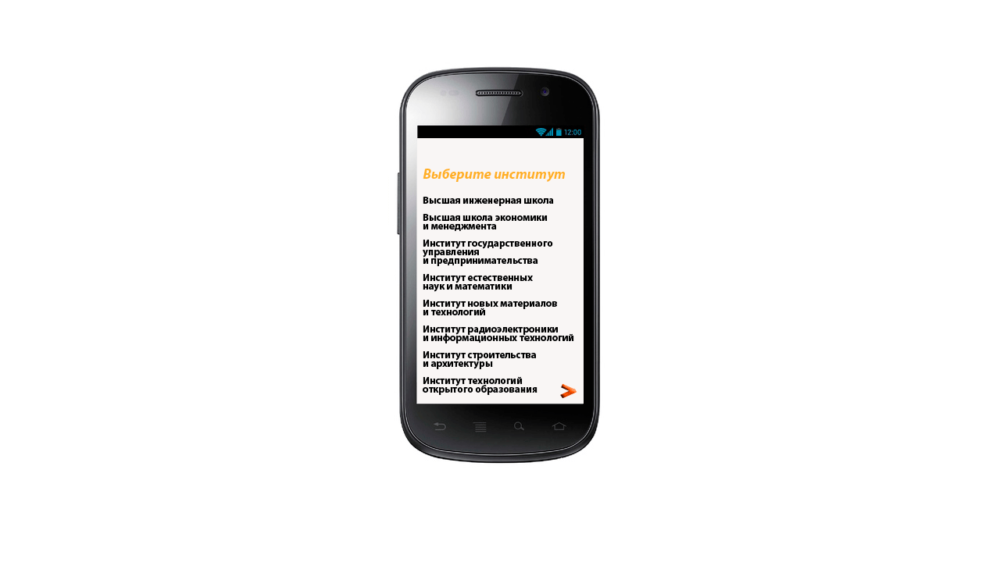 12:00
Выберите институт
Высшая инженерная школа
Высшая школа экономики
и менеджмента
Институт государственного
управления
и предпринимательства
Институт естественных
наук и математики
Институт новых материалов
и технологий
Институт радиоэлектроники
и информационных технологий
Институт строительства
и архитектуры
Институт технологий
открытого образования